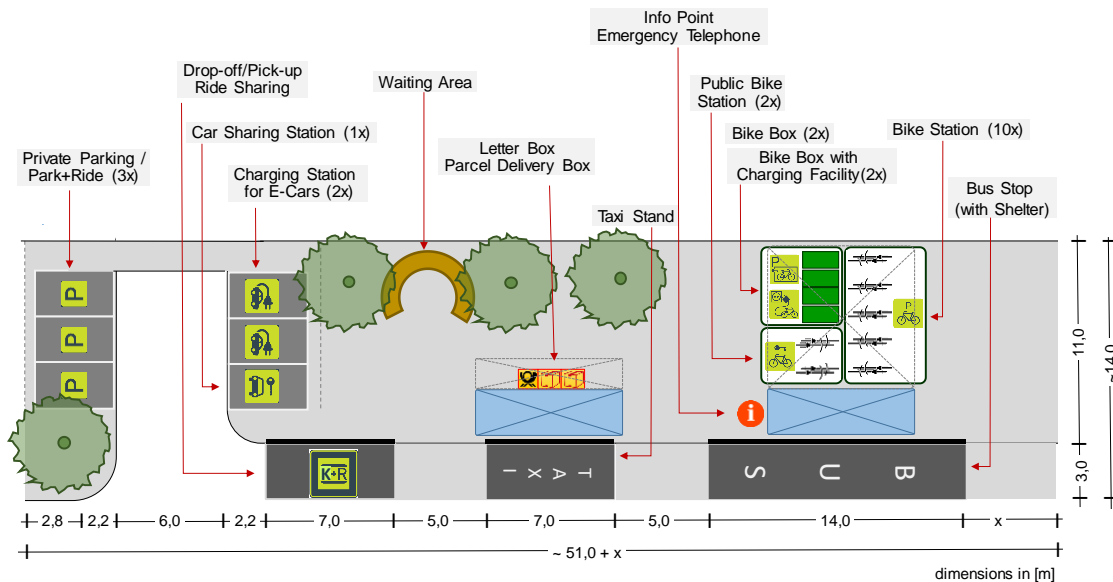 Info Point
Emergency Telephone
Drop-off/Pick-up
Ride Sharing
Waiting Area
Public Bike
Station (2x)
Car Sharing Station (1x)
Bike Box (2x)
Bike Station (10x)
Letter Box
Parcel Delivery Box
Private Parking /
Park+Ride (3x)
Charging Station
for E-Cars (2x)
Bike Box with
Charging Facility(2x)
Bus Stop
(with Shelter)
Taxi Stand
P
P
P
P
P
i
K+R
TAXI
BUS
11,0
3,0
~14,0
2,8
2,2
6,0
2,2
7,0
5,0
7,0
5,0
14,0
x
~ 51,0 + x
dimensions in [m]